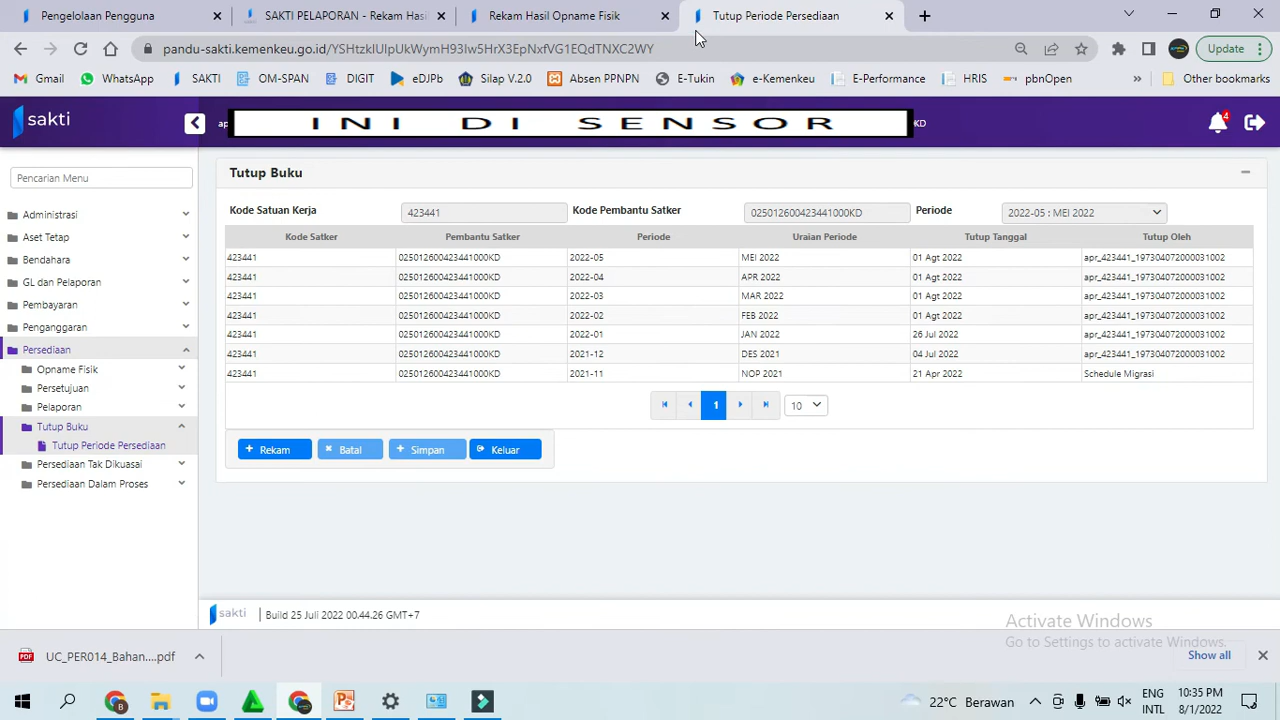 Pengelolaan Pengguna
SAKTI PELAPORAN - Rekam Hasil
Rekam Hasil Opname Fisik
Tutup Periode Persediaan
pandu-sakti.kemenkeu.go.id/YSHtzkIUlpUkWymH93Iw5HrX3EpNxfVG1EQdTNXC2WY
Update
Gmail WhatsApp SAKTI OM-SPAN DIGIT eDJPb Silap V.2.0 Absen PPNPN E-Tukin e-Kemenkeu E-Performance HRIS pbnOpen » Other bookmarks
sakti
INI DI SENSOR
KD
4
Pencarian Menu
Administrasi
Aset Tetap
Bendahara
GL dan Pelaporan
Pembayaran
Penganggaran
Persediaan
Opname Fisik
Persetujuan
Pelaporan
Tutup Buku
Tutup Periode Persediaan
Persediaan Tak Dikuasai
Persediaan Dalam Proses
Tutup Buku
Kode Satuan Kerja 423441 Kode Pembantu Satker 025012600423441000KD Periode 2022-05 : MEI 2022
Kode Satker Pembantu Satker Periode Uraian Periode Tutup Tanggal Tutup Oleh
423441 025012600423441000KD 2022-05 MEI 2022 01 Agt 2022 apr_423441_197304072000031002
423441 025012600423441000KD 2022-04 APR 2022 01 Agt 2022 apr_423441_197304072000031002
423441 025012600423441000KD 2022-03 MAR 2022 01 Agt 2022 apr_423441_197304072000031002
423441 025012600423441000KD 2022-02 FEB 2022 01 Agt 2022 apr_423441_197304072000031002
423441 025012600423441000KD 2022-01 JAN 2022 26 Jul 2022 apr_423441_197304072000031002
423441 025012600423441000KD 2021-12 DES 2021 04 Jul 2022 apr_423441_197304072000031002
423441 025012600423441000KD 2021-11 NOP 2021 21 Apr 2022 Schedule Migrasi
1 10
Rekam Batal Simpan Keluar
sakti Build 25 Juli 2022 00.44.26 GMT+7
Activate Windows
Go to Settings to activate Windows.
UC_PER014_Bahan....pdf
Show all
22°C Berawan
ENG
INTL
10:35 PM
8/1/2022